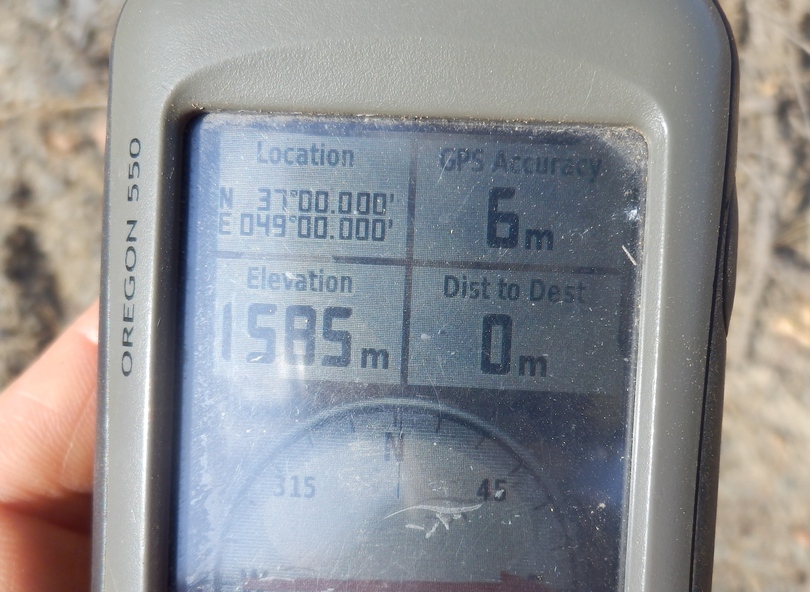 OREGON 550
Location
N 37°00.000'
E 049°00.000'
GPS Accuracy
6m
Elevation
1585m
Dist to Dest
0m
N
315
45